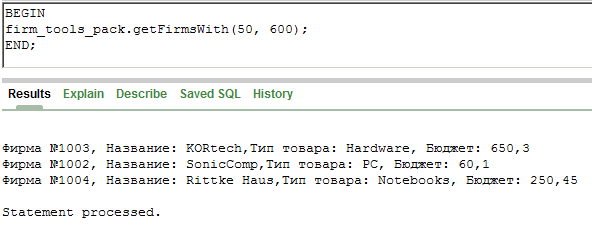 BEGIN
firm_tools_pack.getFirmsWith(50, 600);
END;
Results Explain Describe Saved SQL History
Фирма №1003, Название: KORtech,Тип товара: Hardware, Бюджет: 650,3
Фирма №1002, Название: SonicComp,Тип товара: PC, Бюджет: 60,1
Фирма №1004, Название: Rittke Haus,Тип товара: Notebooks, Бюджет: 250,45
Statement processed.